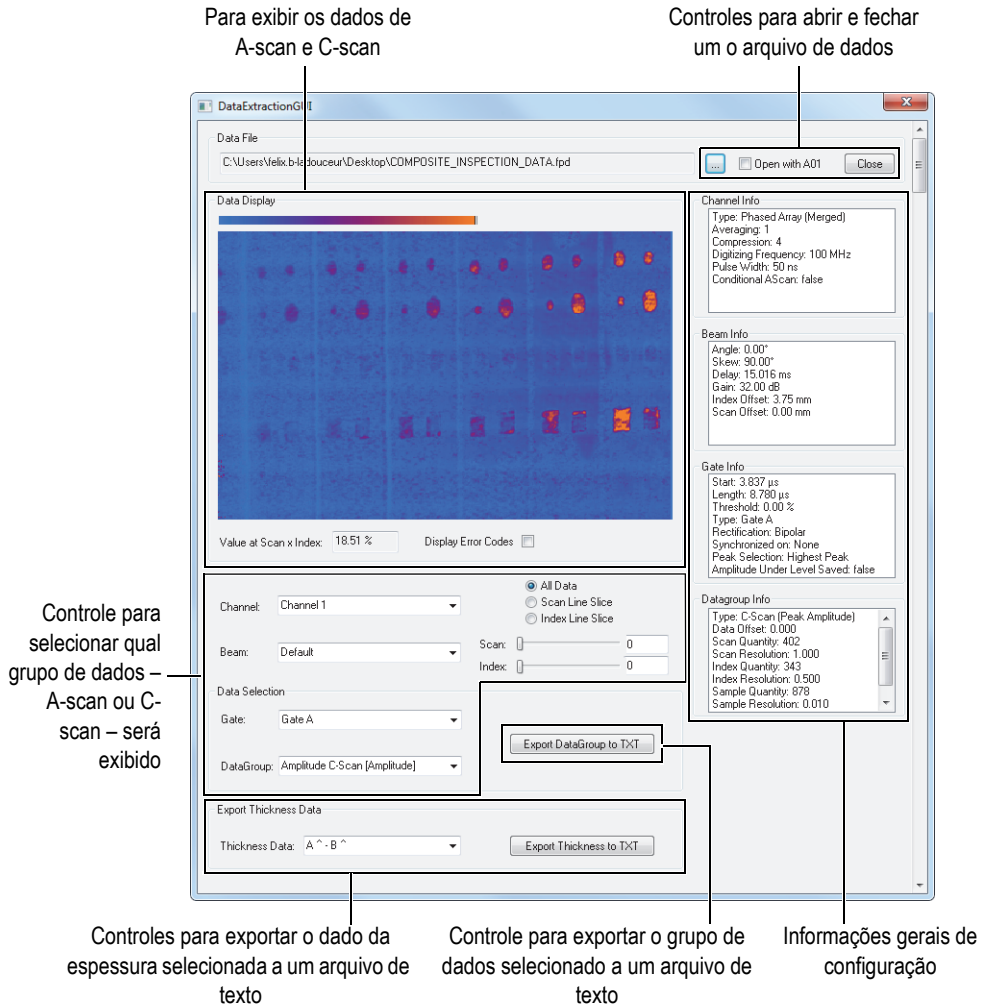 Para exibir os dados de
A-scan e C-scan
Controles para abrir e fechar
um o arquivo de dados
DataExtractionGUI
Data File
C:\Users\felix.b-ladouceur\Desktop\COMPOSITE_INSPECTION_DATA.fpd
...
Open with A01
Close
Data Display
Value at Scan x Index:
18.51 %
Display Error Codes
Channel Info
Type: Phased Array (Merged)
Averaging: 1
Compression: 4
Digitizing Frequency: 100 MHz
Pulse Width: 50 ns
Conditional AScan: false
Beam Info
Angle: 0.00°
Skew: 90.00°
Delay: 15.016 ms
Gain: 32.00 dB
Index Offset: 3.75 mm
Scan Offset: 0.00 mm
Gate Info
Start: 3.837 µs
Length: 8.780 µs
Threshold: 0.00 %
Type: Gate A
Rectification: Bipolar
Synchronized on: None
Peak Selection: Highest Peak
Amplitude Under Level Saved: false
Datagroup Info
Type: C-Scan (Peak Amplitude)
Data Offset: 0.000
Scan Quantity: 402
Scan Resolution: 1.000
Index Quantity: 343
Index Resolution: 0.500
Sample Quantity: 878
Sample Resolution: 0.010
Controle para
selecionar qual
grupo de dados –
A-scan ou C-
scan – será
exibido
Channel:
Channel 1
All Data
Scan Line Slice
Index Line Slice
Beam:
Default
Scan:
0
Index:
0
Data Selection
Gate:
Gate A
DataGroup:
Amplitude C-Scan [Amplitude]
Export DataGroup to TXT
Export Thickness Data
Thickness Data:
A ^ - B ^
Export Thickness to TXT
Controles para exportar o dado da
espessura selecionada a um arquivo de
texto
Controle para exportar o grupo de
dados selecionado a um arquivo de
texto
Informações gerais de
configuração